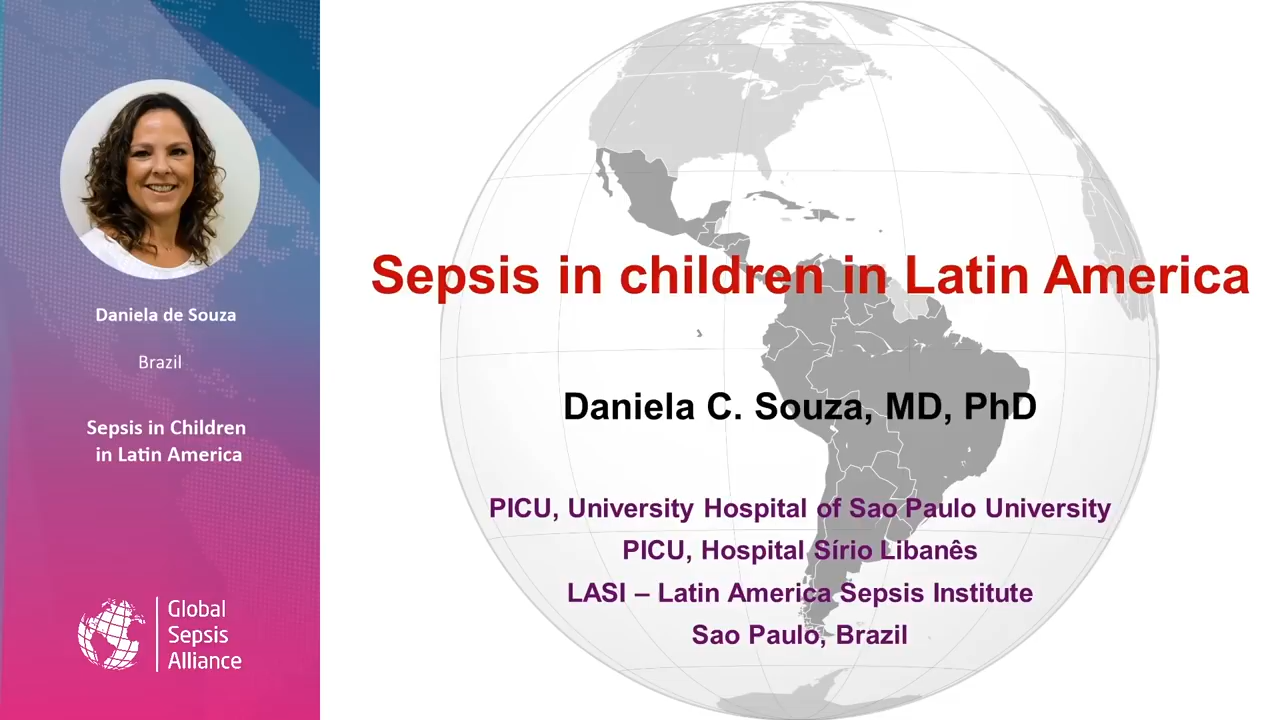 Daniela de Souza
Brazil
Sepsis in Children
in Latin America
Global
Sepsis
Alliance
Sepsis in children in Latin America
Daniela C. Souza, MD, PhD
PICU, University Hospital of Sao Paulo University
PICU, Hospital Sírio Libanês
LASI – Latin America Sepsis Institute
Sao Paulo, Brazil